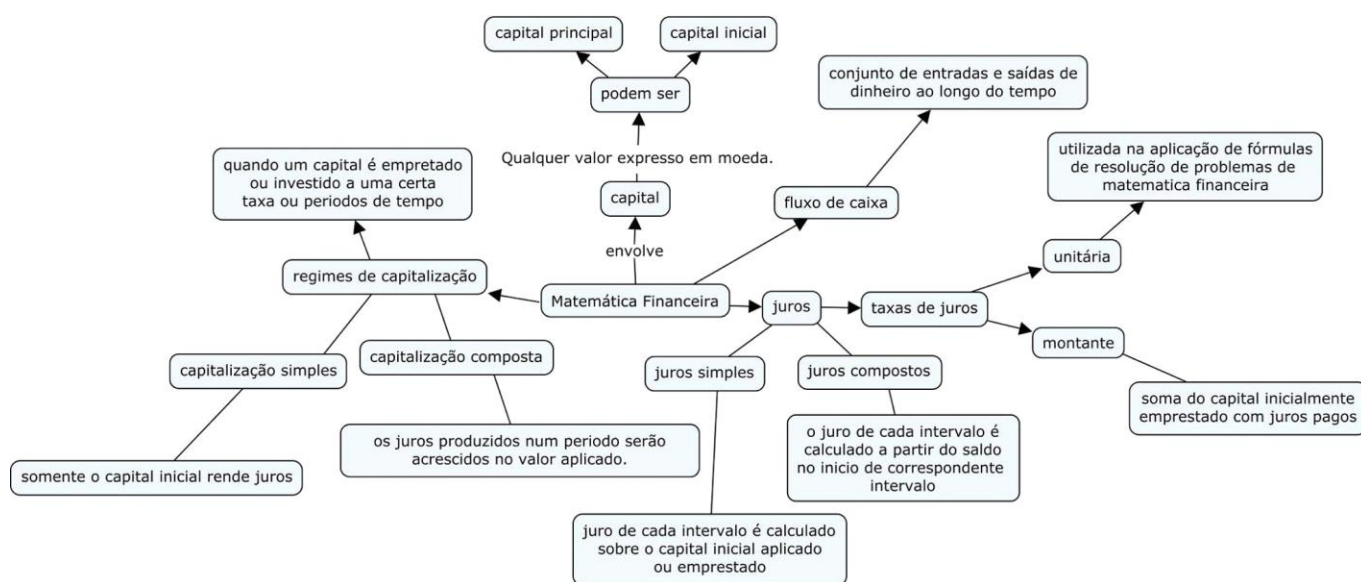 capital principal
capital inicial
podem ser
conjunto de entradas e saídas de
dinheiro ao longo do tempo
Qualquer valor expresso em moeda.
utilizada na aplicação de fórmulas
de resolução de problemas de
matematica financeira
quando um capital é empretado
ou investido a uma certa
taxa ou periodos de tempo
capital
fluxo de caixa
envolve
unitária
regimes de capitalização
Matemática Financeira
juros
taxas de juros
montante
capitalização simples
capitalização composta
juros simples
juros compostos
soma do capital inicialmente
emprestado com juros pagos
os juros produzidos num periodo serão
acrescidos no valor aplicado.
o juro de cada intervalo é
calculado a partir do saldo
no inicio de correspondente
intervalo
somente o capital inicial rende juros
juro de cada intervalo é calculado
sobre o capital inicial aplicado
ou emprestado